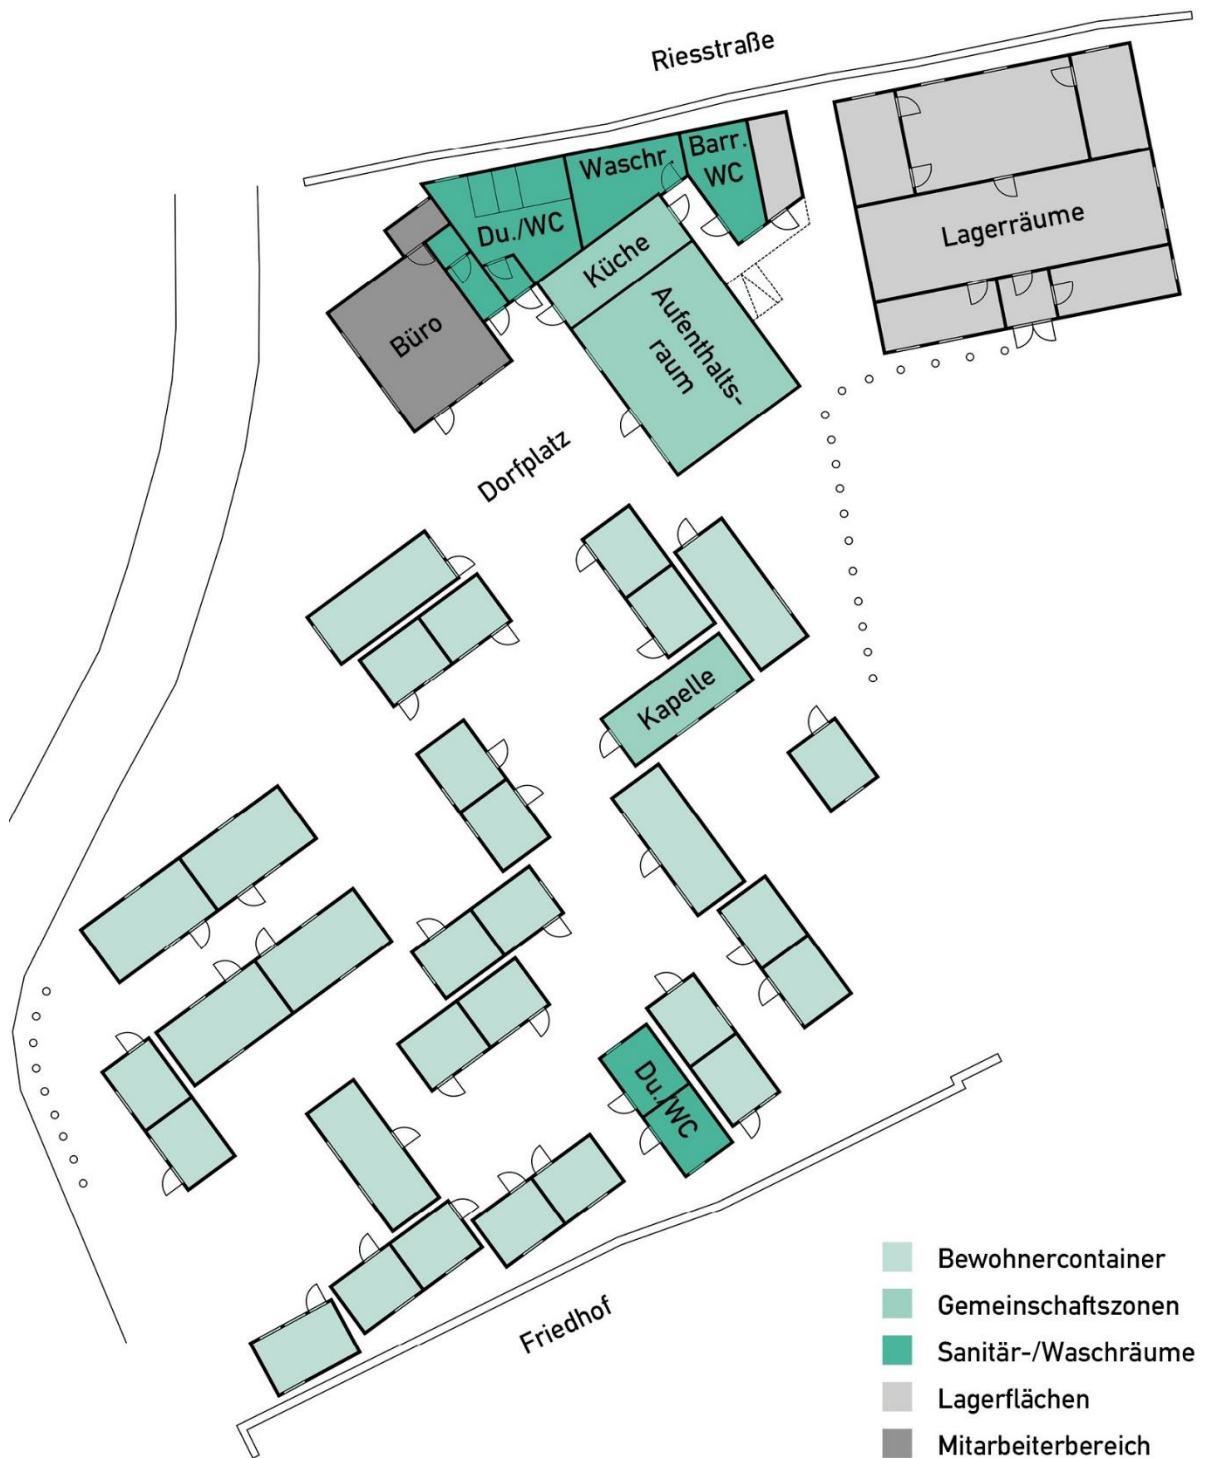 Riesstraße
Barr.
WC
Waschr.
Du./WC
Küche
Lagerräume
Büro
Aufenthalts-
raum
Dorfplatz
Kapelle
Du./WC
Friedhof
Bewohnercontainer
Gemeinschaftszonen
Sanitär-/Waschräume
Lagerflächen
Mitarbeiterbereich